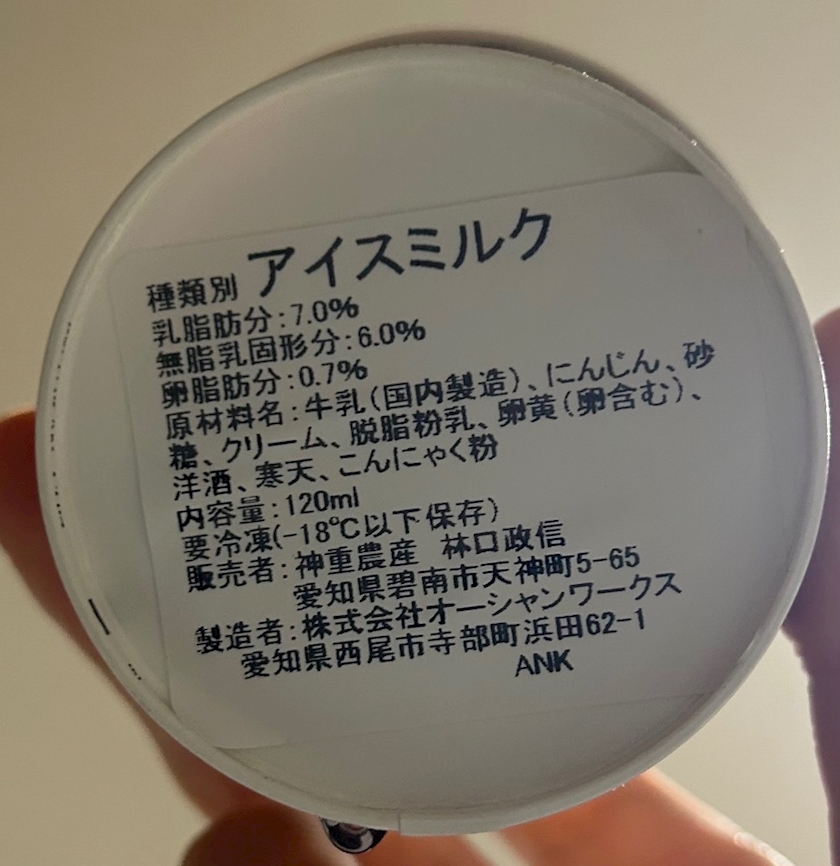 種類別 アイスミルク
乳脂肪分:7.0%
無脂乳固形分:6.0%
卵脂肪分:0.7%
原材料名:牛乳(国内製造)、にんじん、砂
糖、クリーム、脱脂粉乳、卵黄(卵含む)、
洋酒、寒天、こんにゃく粉
内容量:120ml
要冷凍(-18℃以下保存)
販売者:神重農産 林口政信
愛知県碧南市天神町5-65
製造者:株式会社オーシャンワークス
愛知県西尾市寺部町浜田62-1
ANK